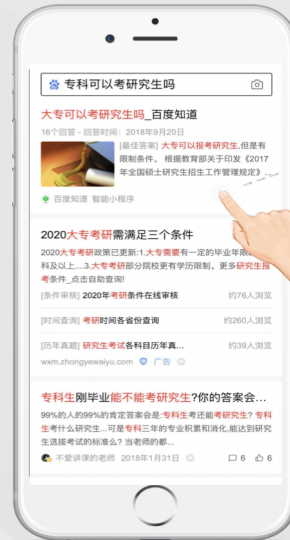 专科可以考研究生吗
大专可以考研究生吗_百度知道
16个回答 - 回答时间: 2018年9月20日
[最佳答案] 大专可以报考研究生,但是有
限制条件。 根据教育部关于印发《2017
年全国硕士研究生招生工作管理规定》...
百度知道 智能小程序
2020大专考研需满足三个条件
2020大专考研政策已更新:1.大专需要有一定的毕业年限
科及以上....3.大专考研部分院校更有学历限制。更多研究生报
考条件_点击自助查询!
[条件审核] 2020年考研条件在线审核 约76人浏览
[时间查询] 考研时间各省份查询 约260人浏览
[历年真题] 研究生考试各科目历年真... 约39人浏览
wxm.zhongyewaiyu.com 广告
专科生刚毕业能不能考研究生?你的答案会...
99%的人的99%的肯定答案会是:专科生考还能考研究生? 专科
生考什么研究生...可是专科三年的专业积累和消化,能达到研究
生选拔考试的标准么? 当老师的都...
不爱讲课的老师 2018年1月31日 6 6